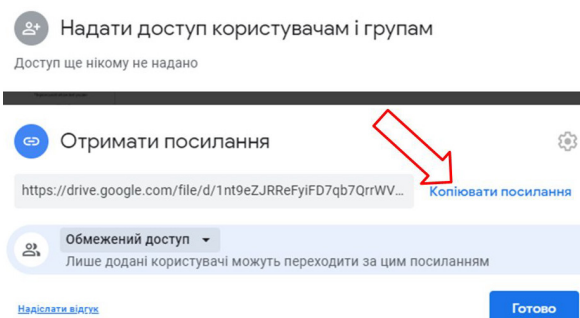 Надати доступ користувачам і групам
Доступ ще нікому не надано
Отримати посилання
https://drive.google.com/file/d/1nt9eZJRReFyiFD7qb7QrrWV...
Копіювати посилання
Обмежений доступ
Лише додані користувачі можуть переходити за цим посиланням
Надіслати відгук
Готово